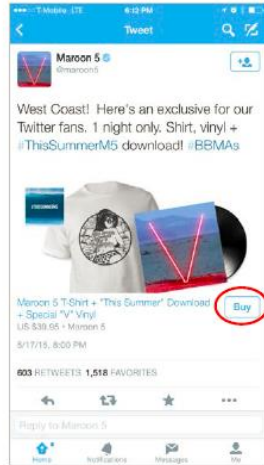 T-Mobile LTE 6:12 PM
Tweet
Maroon 5
@maroon5
West Coast! Here's an exclusive for our
Twitter fans. 1 night only. Shirt, vinyl +
#ThisSummerM5 download! #BBMAs
Maroon 5 T-Shirt + "This Summer" Download
+ Special "V" Vinyl
US $39.95 • Maroon 5
Buy
5/17/15, 8:00 PM
603 RETWEETS 1,518 FAVORITES
Reply to Maroon 5
Home Notifications Messages Me